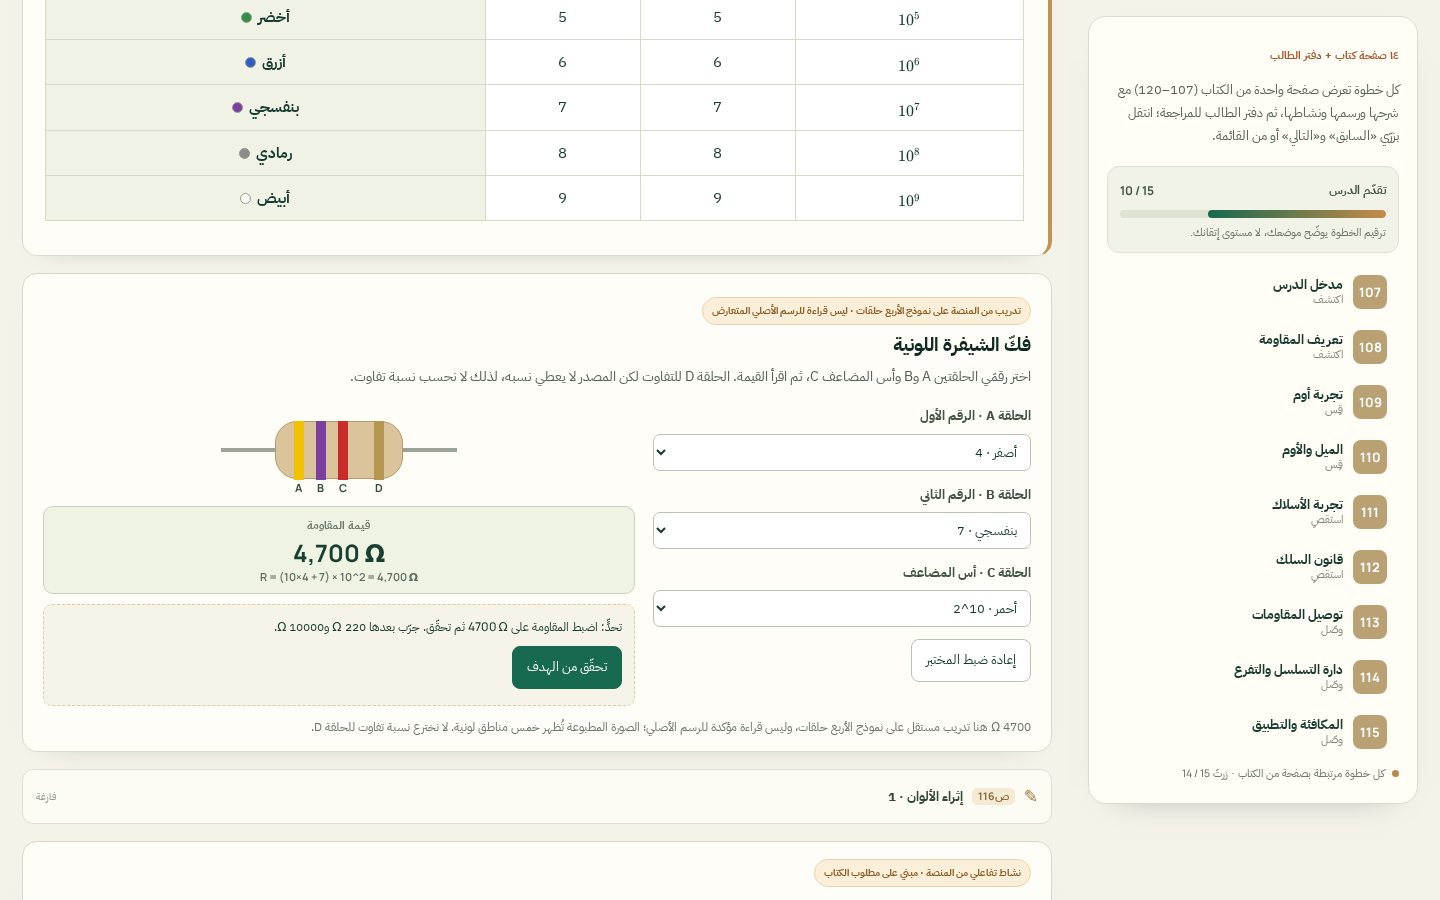 ١٤ صفحة كتاب + دفتر الطالب
كل خطوة تعرض صفحة واحدة من الكتاب (107–120) مع
شرحها ورسمها ونشاطها، ثم دفتر الطالب للمراجعة؛ انتقل
بزرّي «السابق» و«التالي» أو من القائمة.
تقدّم الدرس 10 / 15
ترقيم الخطوة يوضّح موضعك، لا مستوى إتقانك.
107 مدخل الدرس
اكتشف
108 تعريف المقاومة
اكتشف
109 تجربة أوم
قِس
110 الميل والأوم
قِس
111 تجربة الأسلاك
استقصِ
112 قانون السلك
استقصِ
113 توصيل المقاومات
وصّل
114 دارة التسلسل والتفرع
وصّل
115 المكافئة والتطبيق
وصّل
كل خطوة مرتبطة بصفحة من الكتاب · زرتَ 15 / 14
أخضر 5 5 10⁵
أزرق 6 6 10⁶
بنفسجي 7 7 10⁷
رمادي 8 8 10⁸
أبيض 9 9 10⁹
تدريب من المنصة على نموذج الأربع حلقات · ليس قراءة للرسم الأصلي المتعارض
فكّ الشيفرة اللونية
اختر رقمَي الحلقتين A وB وأس المضاعف C، ثم اقرأ القيمة. الحلقة D للتفاوت لكن المصدر لا يعطي نسبه، لذلك لا نحسب نسبة تفاوت.
الحلقة A · الرقم الأول
أصفر · 4
الحلقة B · الرقم الثاني
بنفسجي · 7
الحلقة C · أس المضاعف
أحمر · 10^2
إعادة ضبط المختبر
A B C D
قيمة المقاومة
4,700 Ω
R = (10×4 + 7) × 10^2 = 4,700 Ω
تحدٍّ: اضبط المقاومة على 4700 Ω ثم تحقّق. جرّب بعدها 220 Ω و10000 Ω.
تحقّق من الهدف
4700 Ω هنا تدريب مستقل على نموذج الأربع حلقات، وليس قراءة مؤكدة للرسم الأصلي؛ الصورة المطبوعة تُظهر خمس مناطق لونية. لا نخترع نسبة تفاوت للحلقة D.
✎ ص116 إثراء الألوان · 1 فارغة
نشاط تفاعلي من المنصة · مبني على مطلوب الكتاب